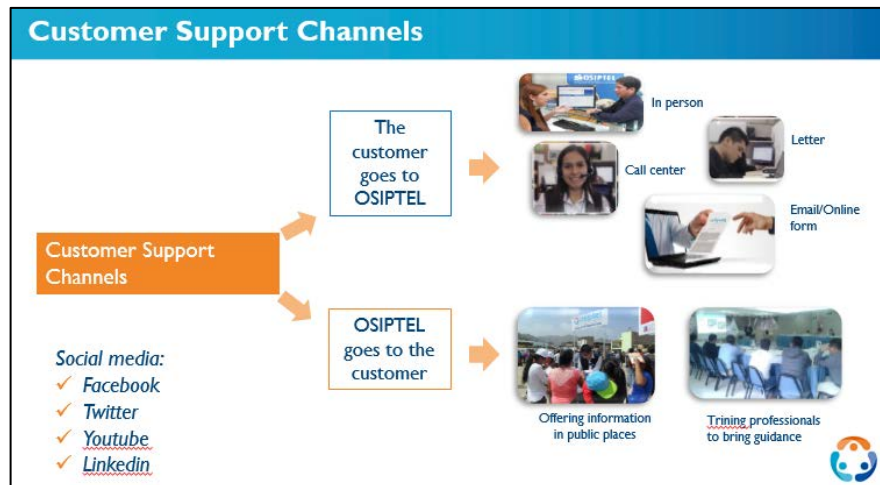 Customer Support Channels
OSIPTEL
In person
The
customer
goes to
OSIPTEL
Letter
Call center
Email/Online
form
Customer Support
Channels
OSIPTEL
goes to the
customer
Social media:
Facebook
Twitter
Youtube
Linkedin
Offering information
in public places
Trining professionals
to bring guidance